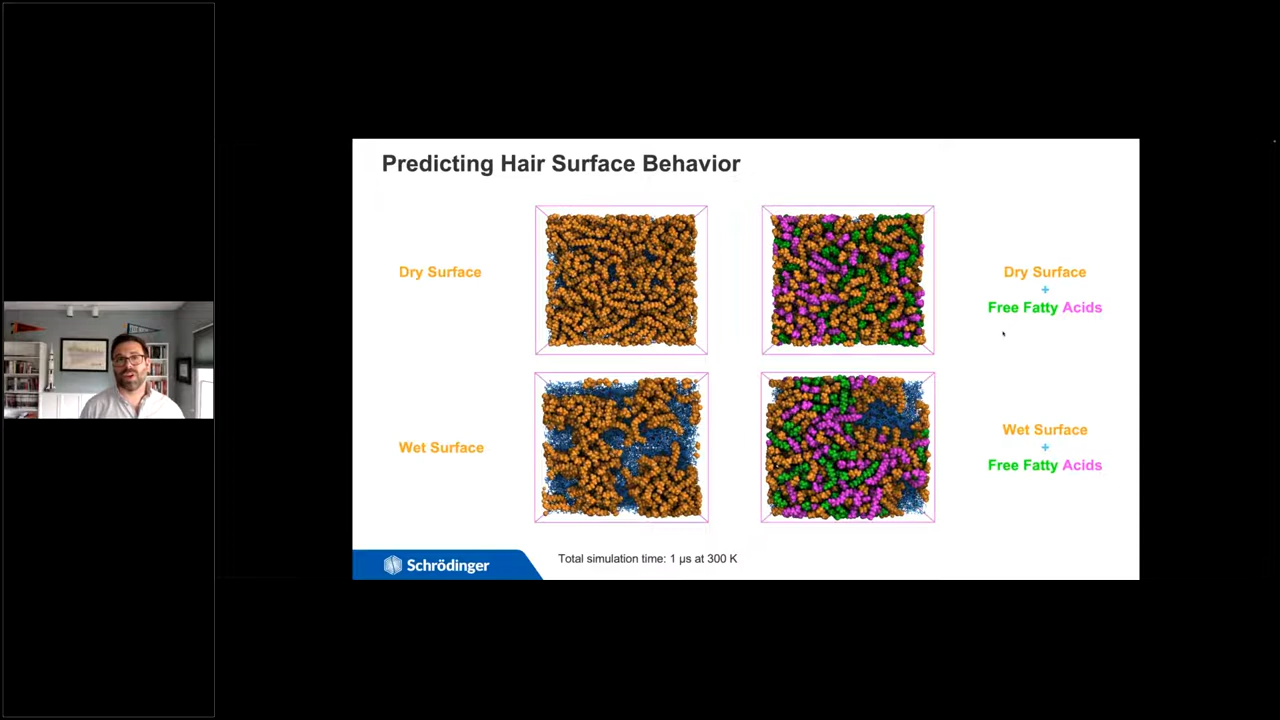 Predicting Hair Surface Behavior
Dry Surface
Dry Surface
+
Free Fatty Acids
Wet Surface
Wet Surface
+
Free Fatty Acids
Schrödinger
Total simulation time: 1 μs at 300 K